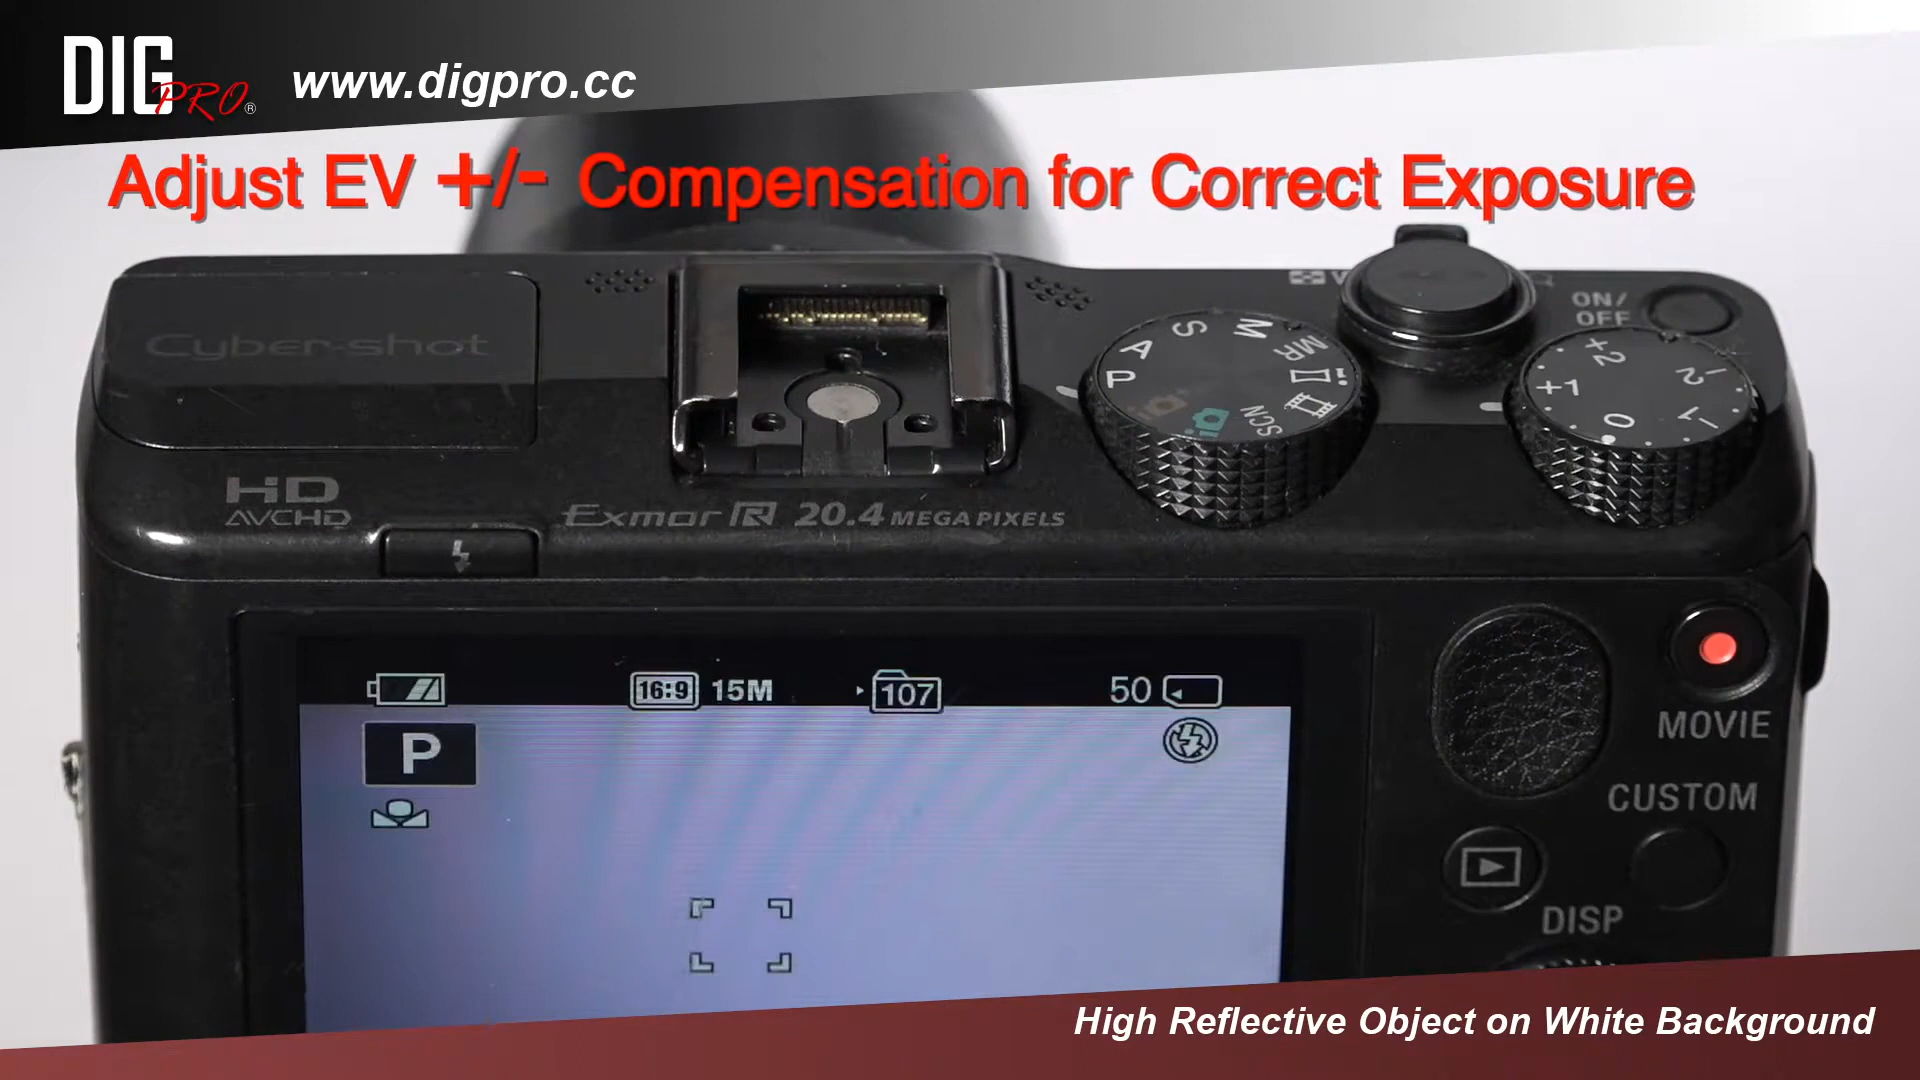 DIG PRO®
www.digpro.cc
Adjust EV +/- Compensation for Correct Exposure
Cyber-shot
HD
AVCHD
Exmor R 20.4 MEGA PIXELS
P A S M MR SCN
ON/
OFF
+2 +1 0 -1 -2
16:9 15M 107 50
P
MOVIE
CUSTOM
DISP
High Reflective Object on White Background